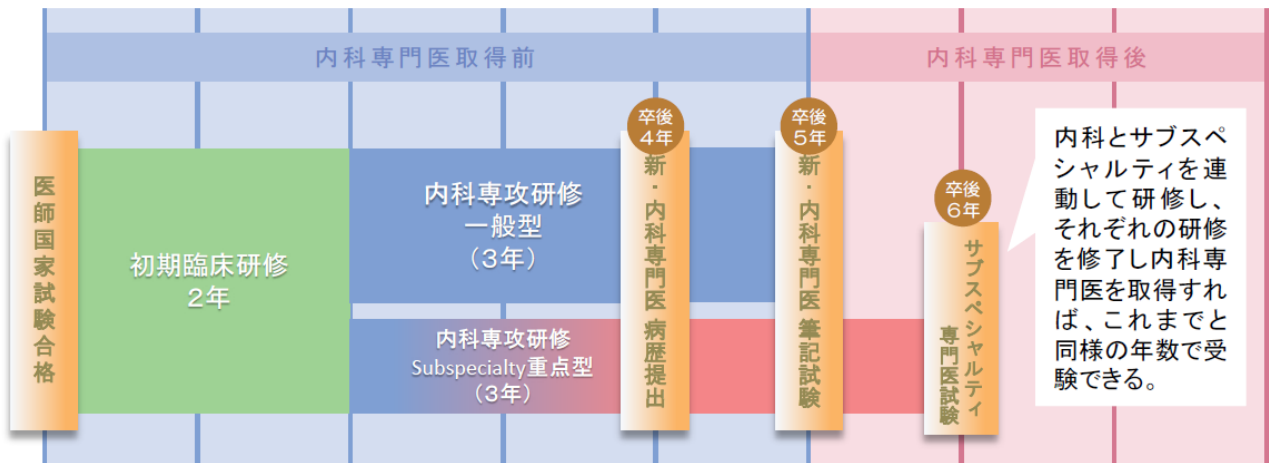 内科専門医取得前
内科専門医取得後
医師国家試験合格
初期臨床研修
2年
内科専攻研修
一般型
（3年）
内科専攻研修
Subspecialty重点型
（3年）
卒後
4年
新・内科専門医 病歴提出
卒後
5年
新・内科専門医 筆記試験
卒後
6年
サブスペシャルティ
専門医試験
内科とサブスペ
シャルティを連
動して研修し、
それぞれの研修
を修了し内科専
門医を取得すれ
ば、これまでと
同様の年数で受
験できる。